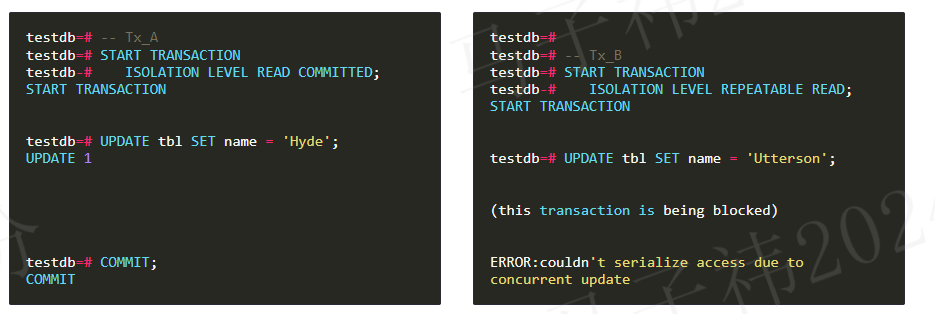 testdb=# -- Tx_A
testdb=# START TRANSACTION
testdb-#    ISOLATION LEVEL READ COMMITTED;
START TRANSACTION
testdb=# UPDATE tbl SET name = 'Hyde';
UPDATE 1
testdb=# COMMIT;
COMMIT
testdb=#
testdb=# -- Tx_B
testdb=# START TRANSACTION
testdb-#    ISOLATION LEVEL REPEATABLE READ;
START TRANSACTION
testdb=# UPDATE tbl SET name = 'Utterson';
(this transaction is being blocked)
ERROR:couldn't serialize access due to
concurrent update